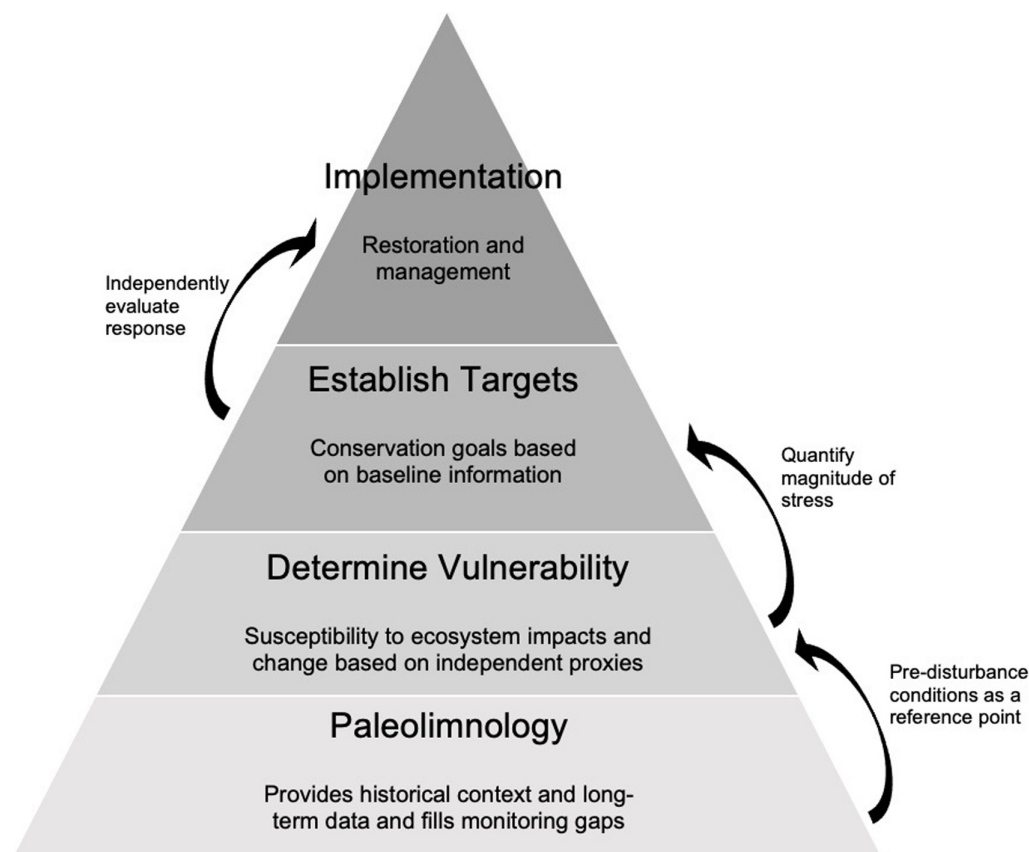 Implementation
Restoration and
management
Independently
evaluate
response
Establish Targets
Conservation goals based
on baseline information
Quantify
magnitude of
stress
Determine Vulnerability
Susceptibility to ecosystem impacts and
change based on independent proxies
Pre-disturbance
conditions as a
reference point
Paleolimnology
Provides historical context and long-
term data and fills monitoring gaps